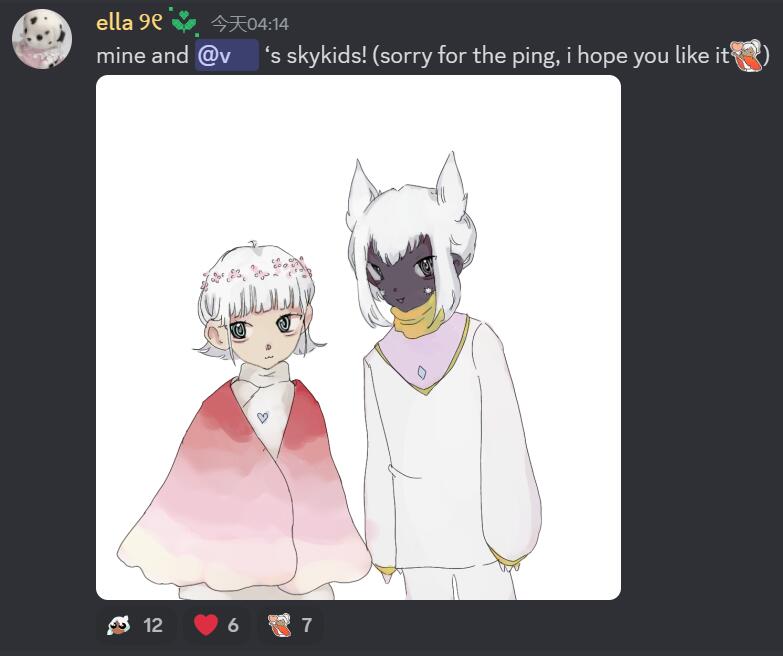 ella ୨୧ 今天04:14
mine and @v 's skykids! (sorry for the ping, i hope you like it )
12 6 7